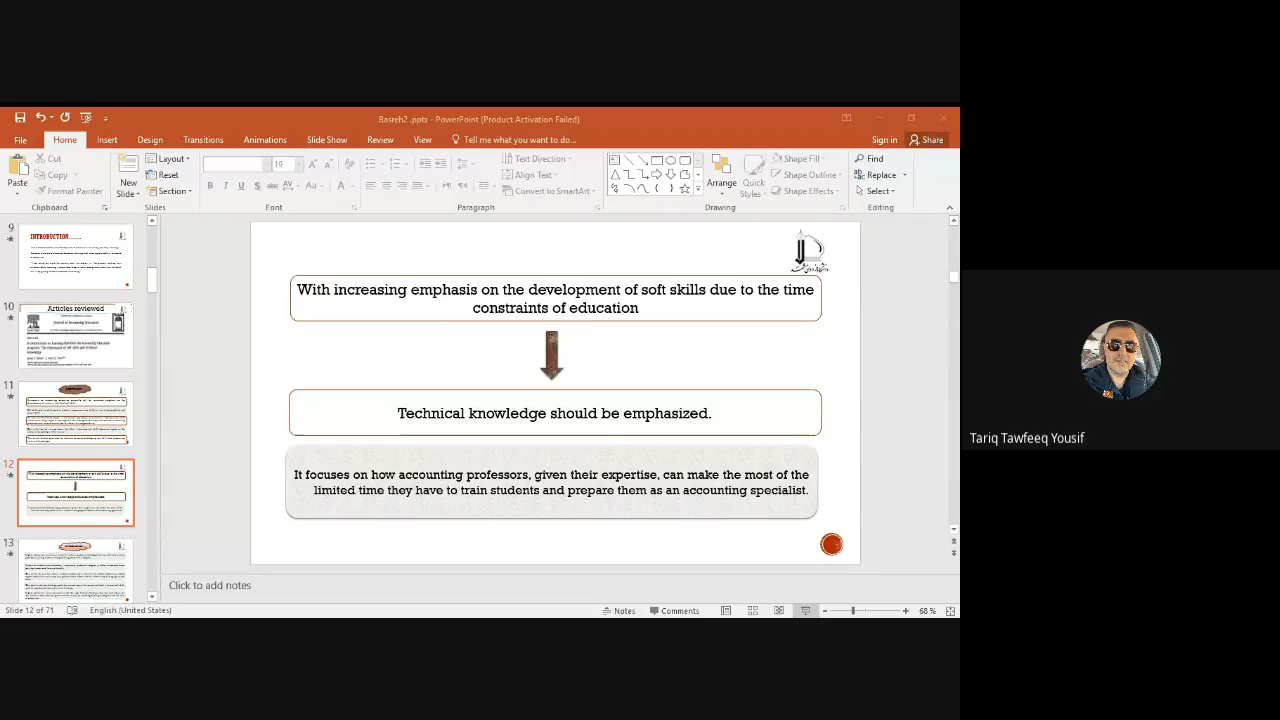 Basreh2 .pptx - PowerPoint (Product Activation Failed)
File Home Insert Design Transitions Animations Slide Show Review View Tell me what you want to do... Sign in Share
Paste
Cut
Copy
Format Painter
Clipboard
New Slide
Layout
Reset
Section
Slides
19
Font
Text Direction
Align Text
Convert to SmartArt
Paragraph
Arrange
Quick Styles
Shape Fill
Shape Outline
Shape Effects
Drawing
Find
Replace
Select
Editing
9
INTRODUCTION
10
Articles reviewed
11
12
13
With increasing emphasis on the development of soft skills due to the time
constraints of education
Technical knowledge should be emphasized.
It focuses on how accounting professors, given their expertise, can make the most of the
limited time they have to train students and prepare them as an accounting specialist.
Click to add notes
Slide 12 of 71 English (United States) Notes Comments 68 %
Tariq Tawfeeq Yousif